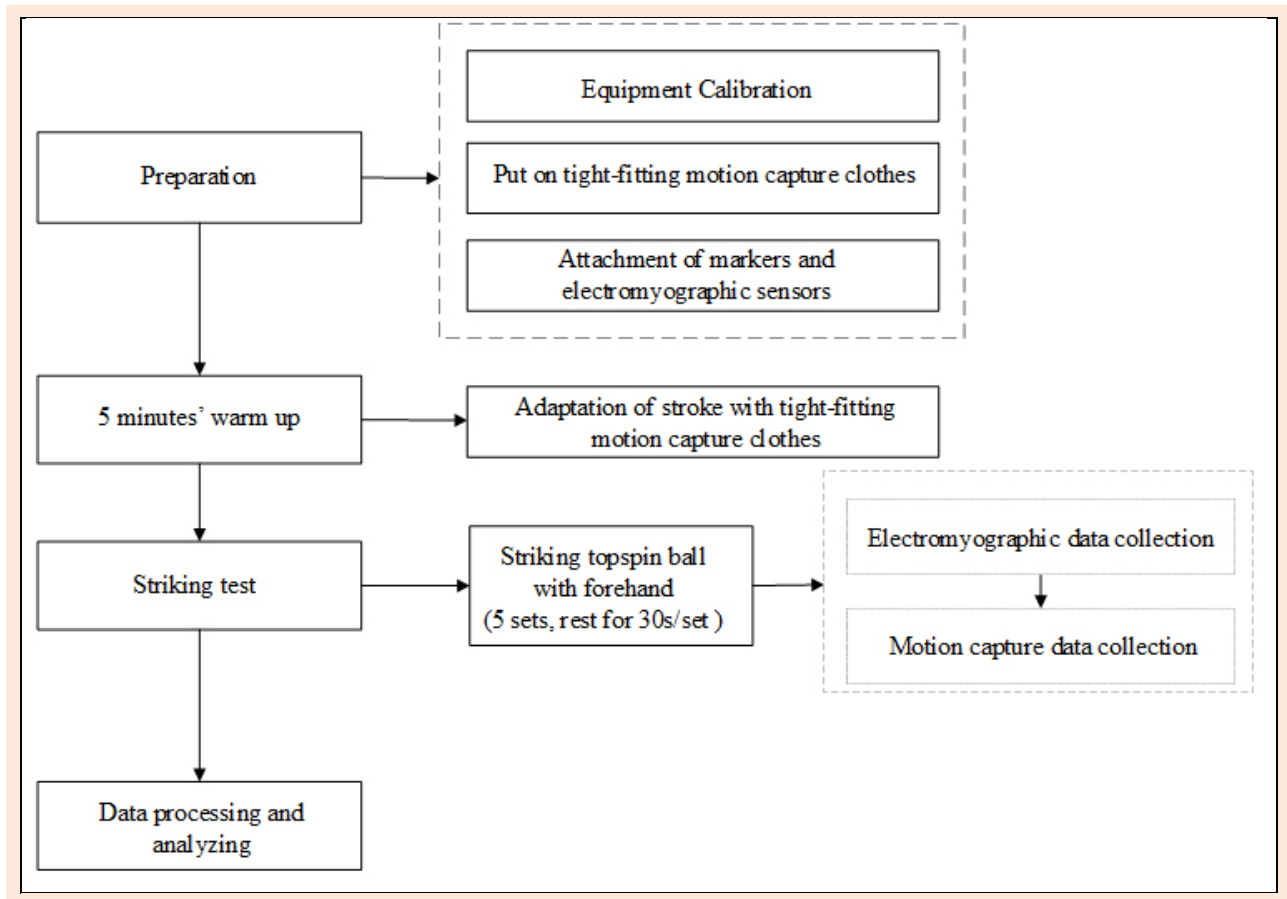 Equipment Calibration
Preparation
Put on tight-fitting motion capture clothes
Attachment of markers and
electromyographic sensors
5 minutes’ warm up
Adaptation of stroke with tight-fitting
motion capture clothes
Striking test
Striking topspin ball
with forehand
(5 sets, rest for 30s/set )
Electromyographic data collection
Motion capture data collection
Data processing and
analyzing